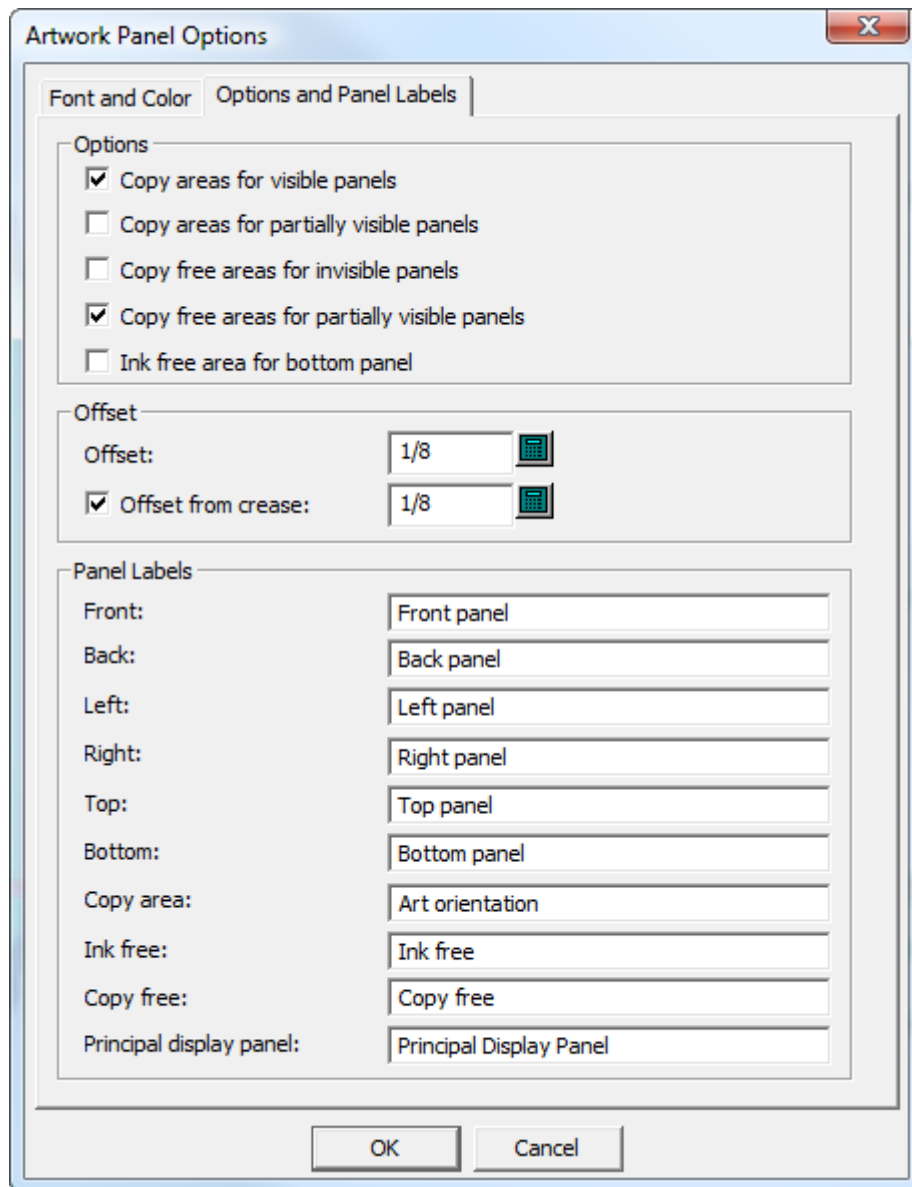 Artwork Panel Options
Font and Color Options and Panel Labels
Options
Copy areas for visible panels
Copy areas for partially visible panels
Copy free areas for invisible panels
Copy free areas for partially visible panels
Ink free area for bottom panel
Offset
Offset: 1/8
Offset from crease: 1/8
Panel Labels
Front: Front panel
Back: Back panel
Left: Left panel
Right: Right panel
Top: Top panel
Bottom: Bottom panel
Copy area: Art orientation
Ink free: Ink free
Copy free: Copy free
Principal display panel: Principal Display Panel
OK Cancel